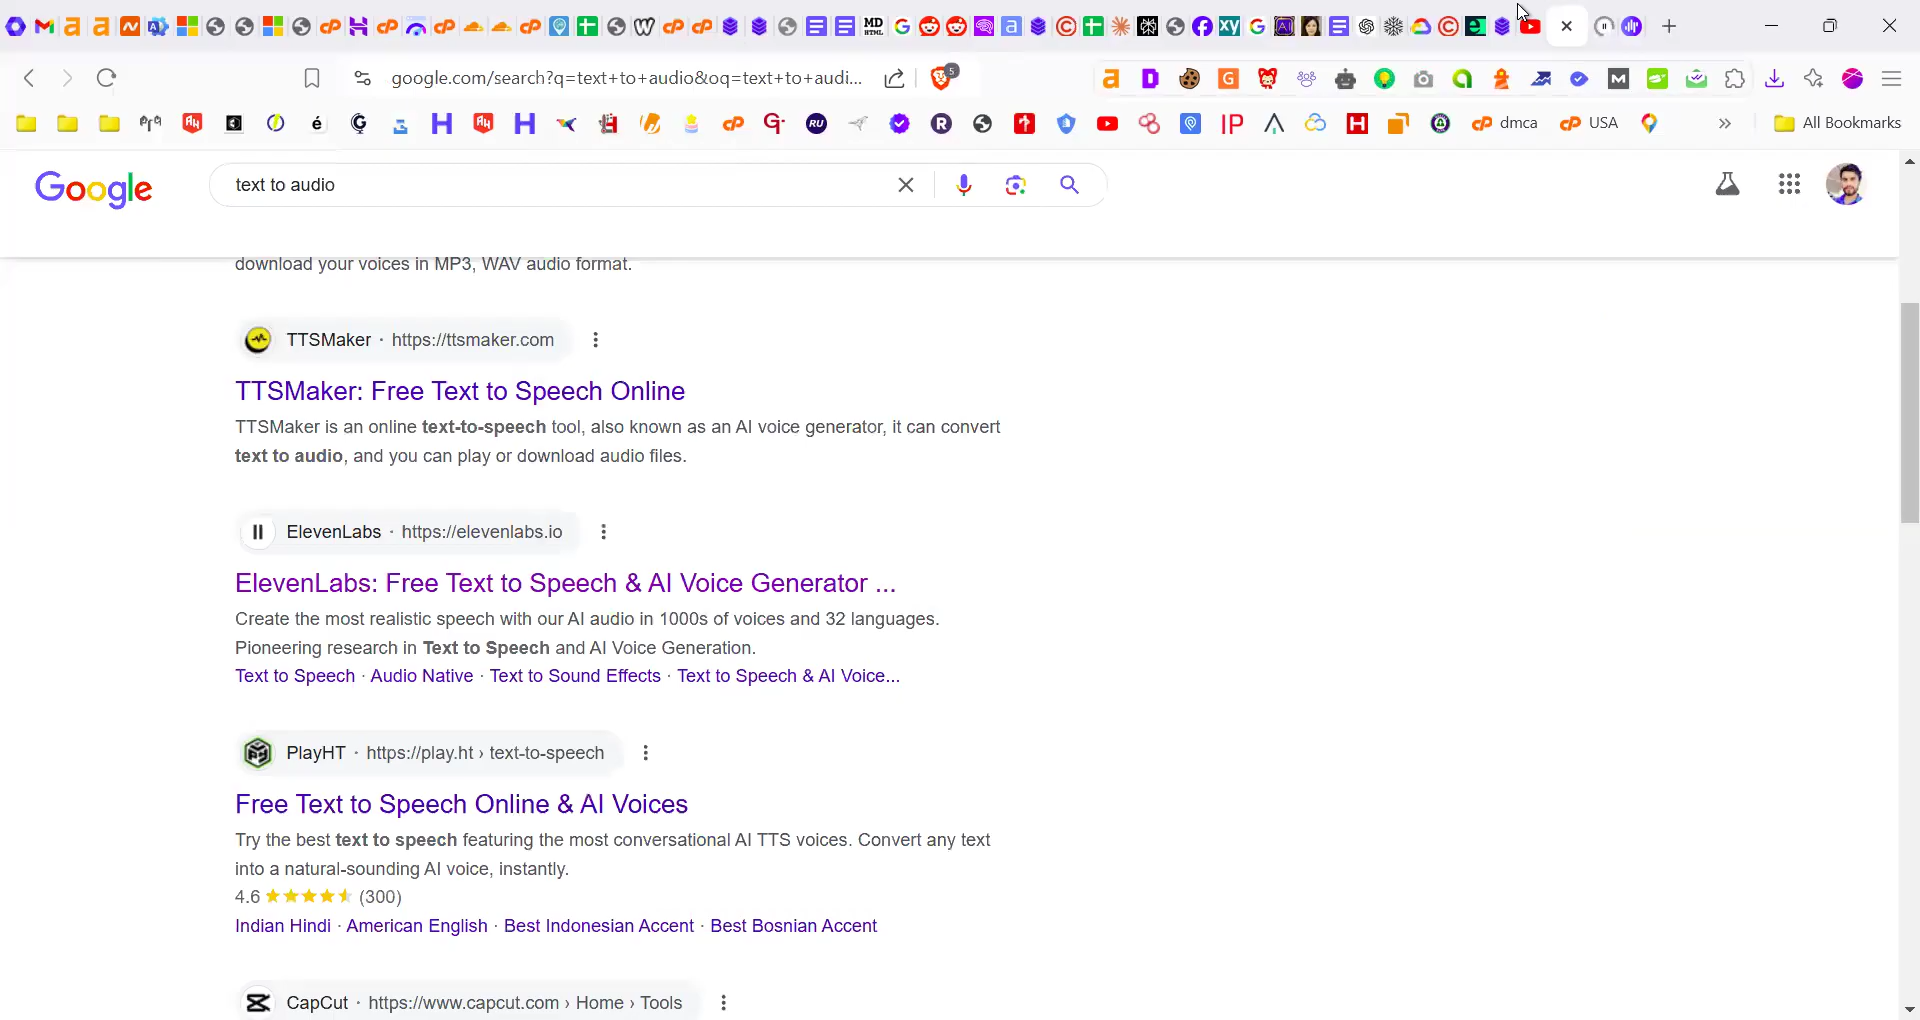 google.com/search?q=text+to+audio&oq=text+to+audi...
5
dmca
USA
All Bookmarks
Google
text to audio
download your voices in MP3, WAV audio format.
TTSMaker · https://ttsmaker.com
TTSMaker: Free Text to Speech Online
TTSMaker is an online text-to-speech tool, also known as an AI voice generator, it can convert
text to audio, and you can play or download audio files.
ElevenLabs · https://elevenlabs.io
ElevenLabs: Free Text to Speech & AI Voice Generator ...
Create the most realistic speech with our AI audio in 1000s of voices and 32 languages.
Pioneering research in Text to Speech and AI Voice Generation.
Text to Speech · Audio Native · Text to Sound Effects · Text to Speech & AI Voice...
PlayHT · https://play.ht › text-to-speech
Free Text to Speech Online & AI Voices
Try the best text to speech featuring the most conversational AI TTS voices. Convert any text
into a natural-sounding AI voice, instantly.
4.6 (300)
Indian Hindi · American English · Best Indonesian Accent · Best Bosnian Accent
CapCut · https://www.capcut.com › Home › Tools